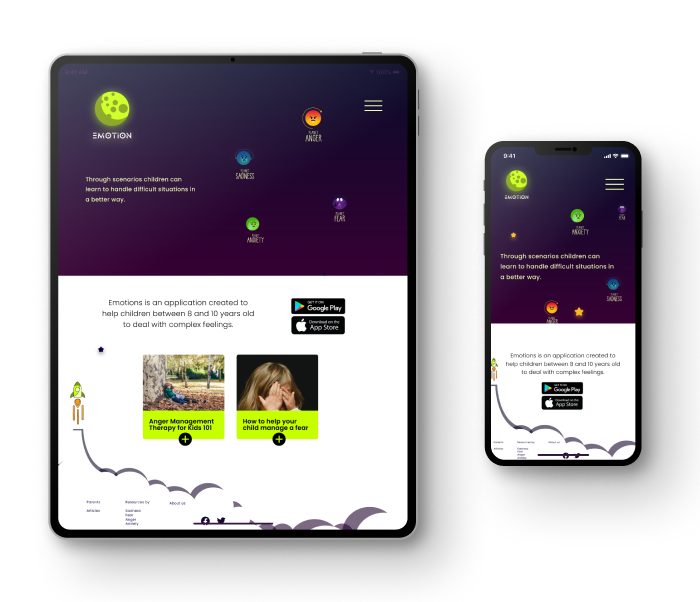 EMOTION
PLANET
ANGER
PLANET
SADNESS
Through scenarios children can
learn to handle difficult situations in
a better way.
PLANET
FEAR
PLANET
ANXIETY
Emotions is an application created to
help children between 8 and 10 years old
to deal with complex feelings.
GET IT ON
Google Play
Download on the
App Store
Anger Management
Therapy for Kids 101
How to help your
child manage a fear
Parents
Resources by
About us
Articles
Sadness
Fear
Anger
Anxiety
9:41
EMOTION
PLANET
ANXIETY
FEAR
Through scenarios children can
learn to handle difficult situations in
a better way.
PLANET
SADNESS
PLANET
ANGER
Emotions is an application created to
help children between 8 and 10 years old
to deal with complex feelings.
GET IT ON
Google Play
Download on the
App Store
About us
Articles
Sadness
Fear
Anger